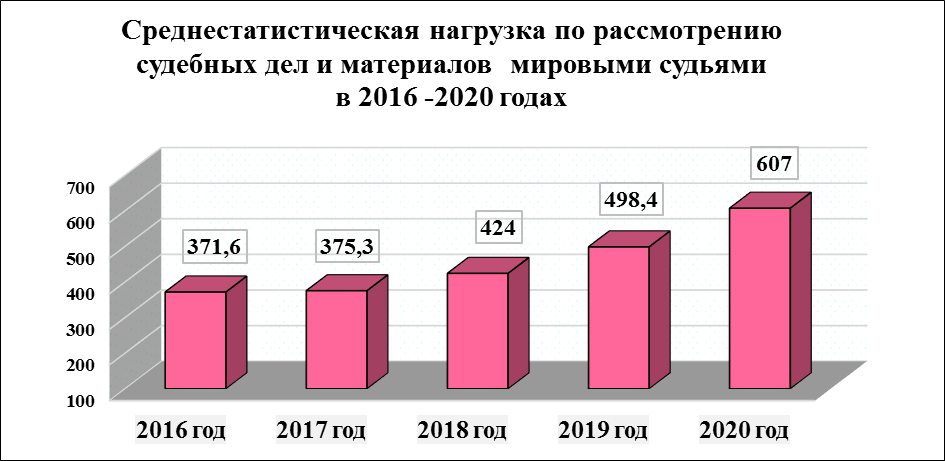 Среднестатистическая нагрузка по рассмотрению
судебных дел и материалов мировыми судьями
в 2016 -2020 годах
700
600
500
400
300
200
100
371,6
375,3
424
498,4
607
2016 год
2017 год
2018 год
2019 год
2020 год